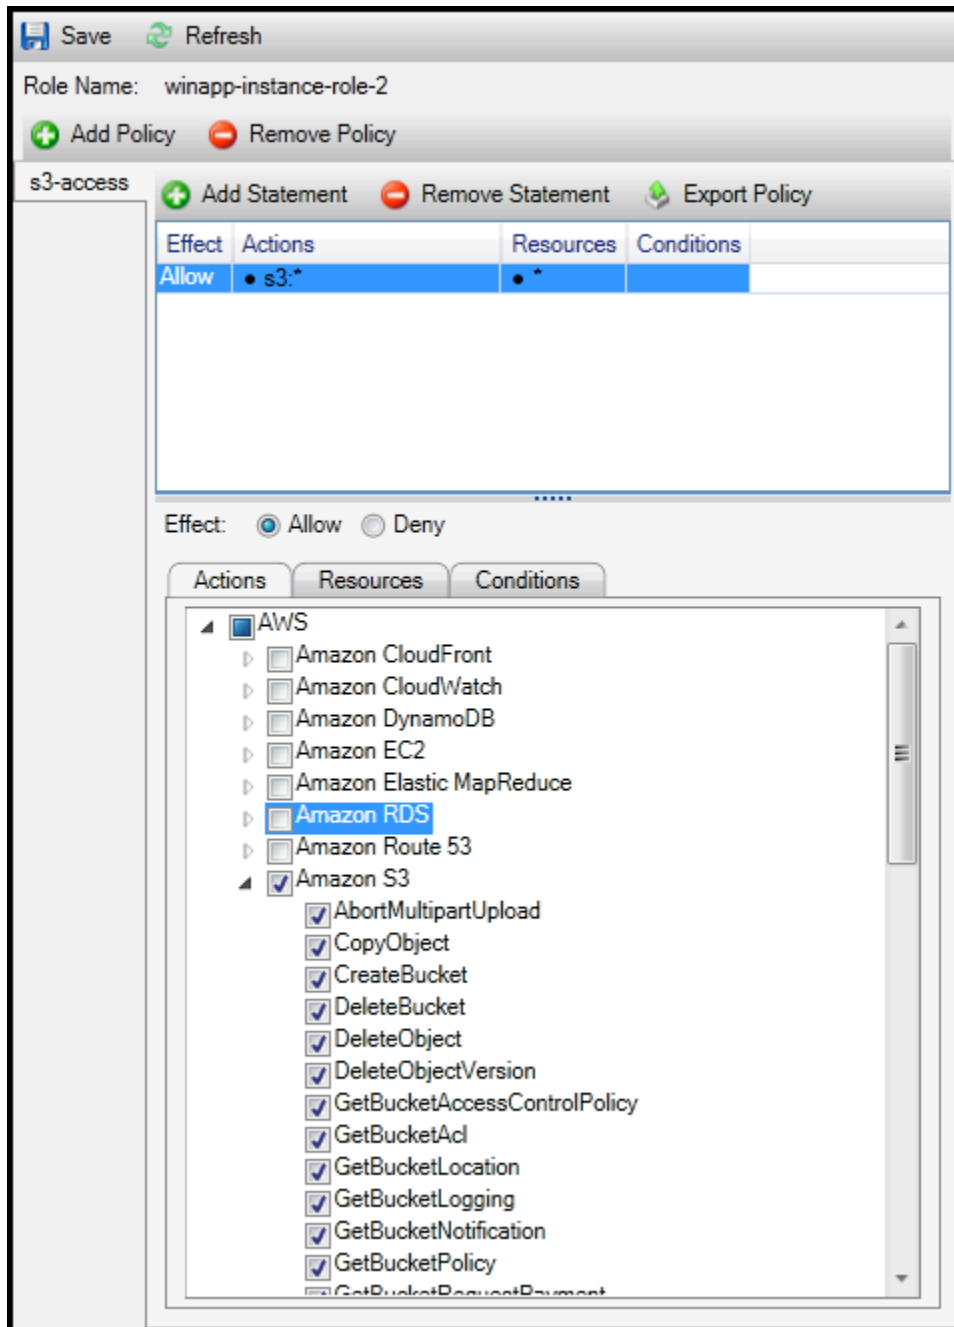 Save Refresh
Role Name: winapp-instance-role-2
Add Policy Remove Policy
s3-access
Add Statement Remove Statement Export Policy
Effect Actions Resources Conditions
Allow • s3:* • *
Effect: Allow Deny
Actions Resources Conditions
AWS
Amazon CloudFront
Amazon CloudWatch
Amazon DynamoDB
Amazon EC2
Amazon Elastic MapReduce
Amazon RDS
Amazon Route 53
Amazon S3
AbortMultipartUpload
CopyObject
CreateBucket
DeleteBucket
DeleteObject
DeleteObjectVersion
GetBucketAccessControlPolicy
GetBucketAcl
GetBucketLocation
GetBucketLogging
GetBucketNotification
GetBucketPolicy
GetBucketRequestPayment